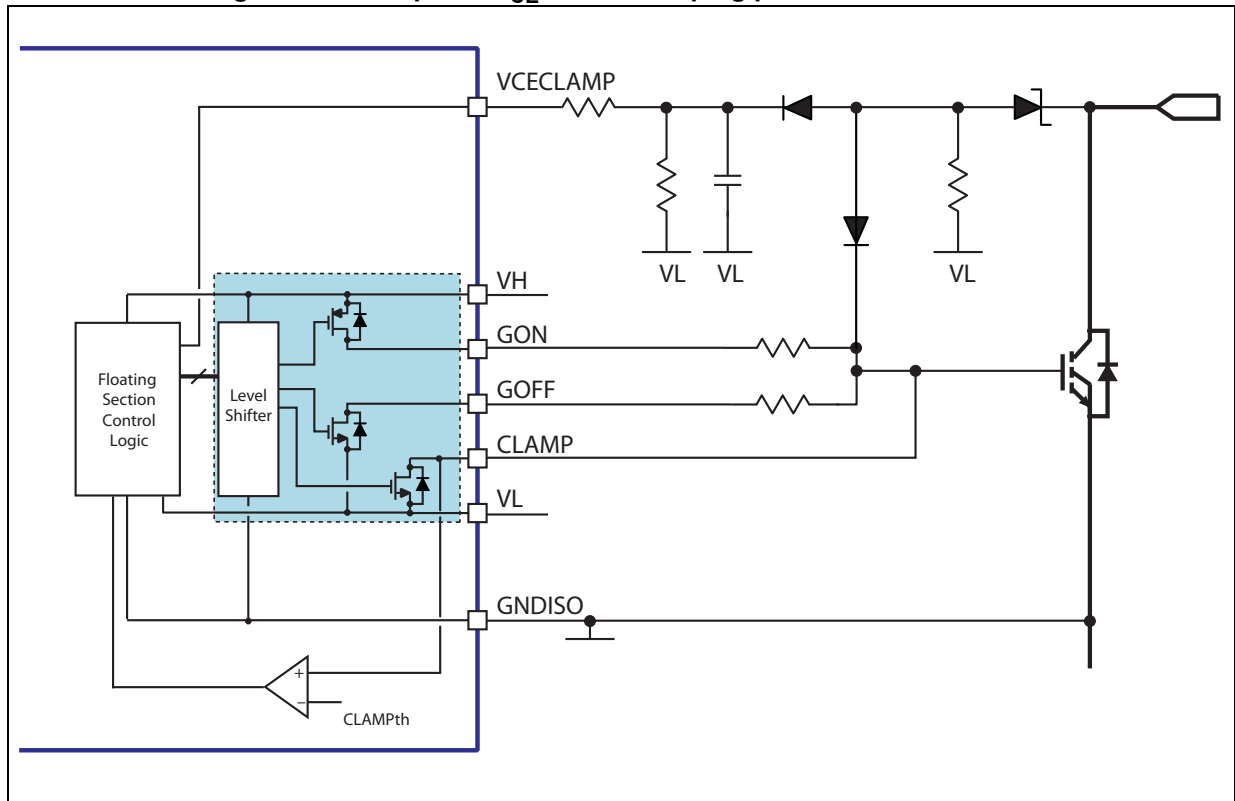 VCECLAMP
VL
VL
VL
VH
GON
GOFF
CLAMP
VL
GNDISO
Floating
Section
Control
Logic
Level
Shifter
+
−
CLAMPth